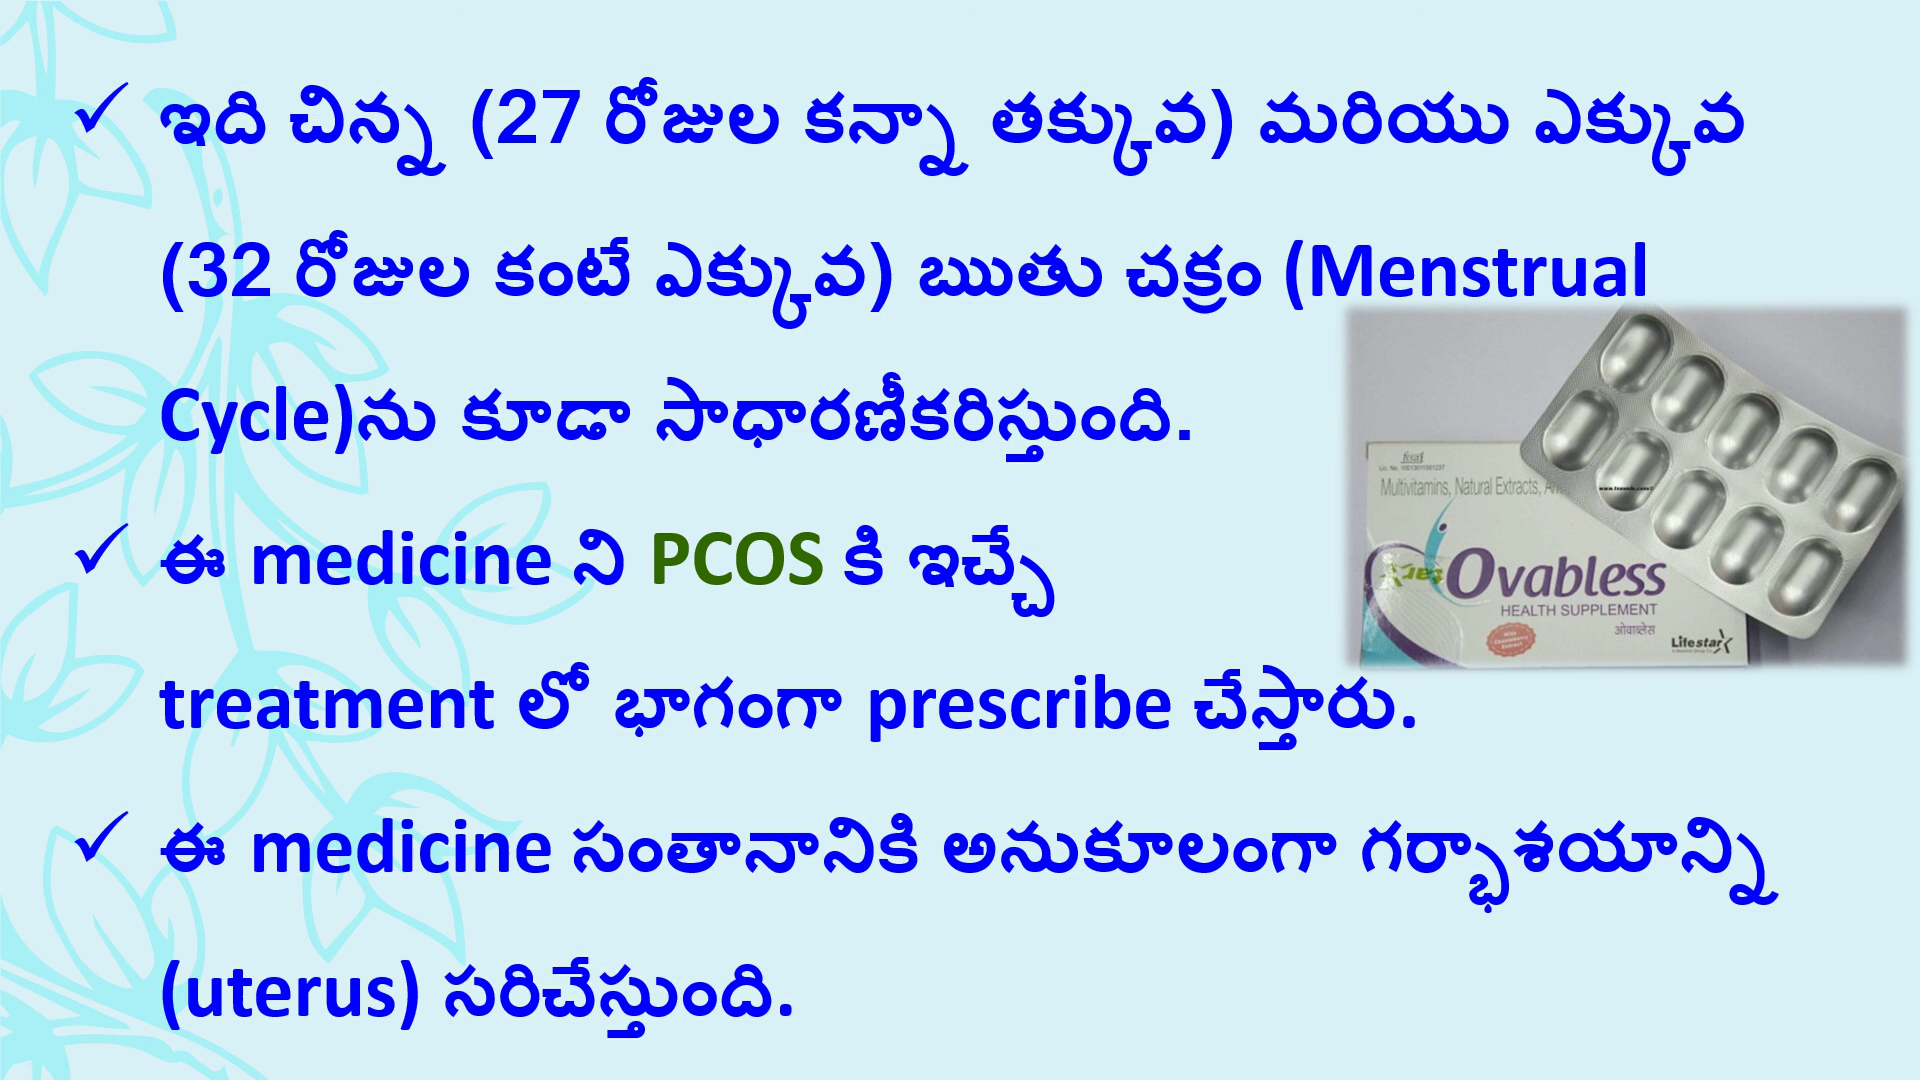 ✓ ఇది చిన్న (27 రోజుల కన్నా తక్కువ) మరియు ఎక్కువ
(32 రోజుల కంటే ఎక్కువ) ఋతు చక్రం (Menstrual
Cycle)ను కూడా సాధారణీకరిస్తుంది.
✓ ఈ medicine ని PCOS కి ఇచ్చే
treatment లో భాగంగా prescribe చేస్తారు.
✓ ఈ medicine సంతానానికి అనుకూలంగా గర్భాశయాన్ని
(uterus) సరిచేస్తుంది.
Multivitamins, Natural Extracts,
Ovabless
HEALTH SUPPLEMENT
ओवाब्लेस
Lifestar